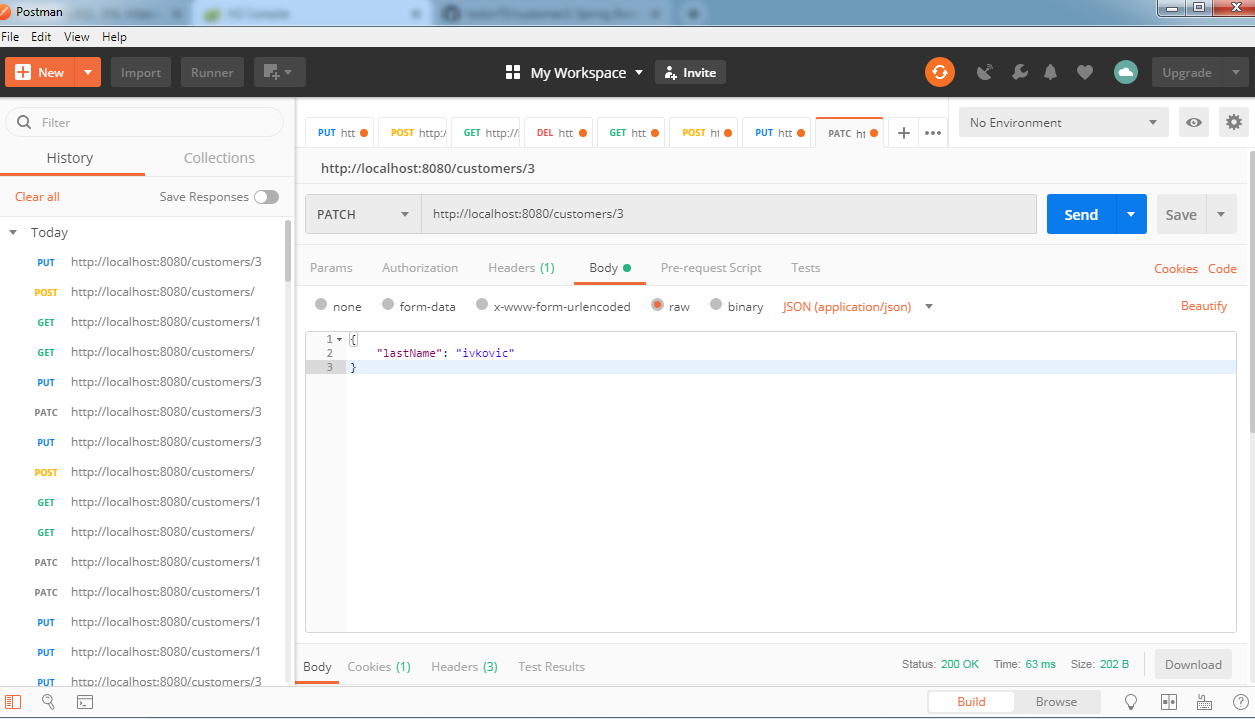 Postman
File Edit View Help
New Import Runner My Workspace Invite Upgrade
Filter
History Collections
Clear all Save Responses
Today
PUT http://localhost:8080/customers/3
POST http://localhost:8080/customers/
GET http://localhost:8080/customers/1
GET http://localhost:8080/customers/
PUT http://localhost:8080/customers/3
PATC http://localhost:8080/customers/3
PUT http://localhost:8080/customers/3
POST http://localhost:8080/customers/
GET http://localhost:8080/customers/1
GET http://localhost:8080/customers/
PATC http://localhost:8080/customers/1
PATC http://localhost:8080/customers/1
PUT http://localhost:8080/customers/1
PUT http://localhost:8080/customers/1
PUT http://localhost:8080/customers/3
PUT htt POST http:/ GET http://l DEL htt GET htt POST ht PUT htt PATC ht + ••• No Environment
http://localhost:8080/customers/3
PATCH http://localhost:8080/customers/3 Send Save
Params Authorization Headers (1) Body Pre-request Script Tests Cookies Code
none form-data x-www-form-urlencoded raw binary JSON (application/json) Beautify
1 {
2 "lastName": "ivkovic"
3 }
Body Cookies (1) Headers (3) Test Results Status: 200 OK Time: 63 ms Size: 202 B Download
Build Browse